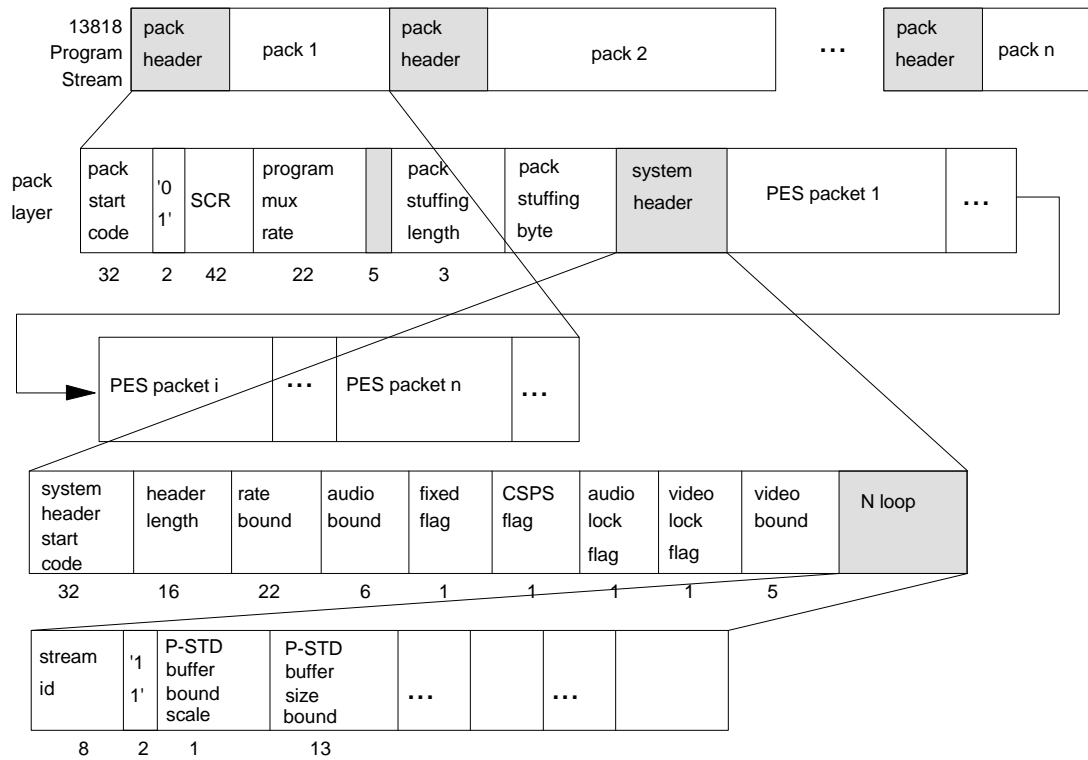 13818
Program
Stream
pack
header
pack 1
pack
header
pack 2
...
pack
header
pack n
pack
layer
pack
start
code
'0
1'
SCR
program
mux
rate
pack
stuffing
length
pack
stuffing
byte
system
header
PES packet 1
...
32 2 42 22 5 3
PES packet i
...
PES packet n
...
system
header
start
code
header
length
rate
bound
audio
bound
fixed
flag
CSPS
flag
audio
lock
flag
video
lock
flag
video
bound
N loop
32 16 22 6 1 1 1 1 5
stream
id
'1
1'
P-STD
buffer
bound
scale
P-STD
buffer
size
bound
...
...
8 2 1 13